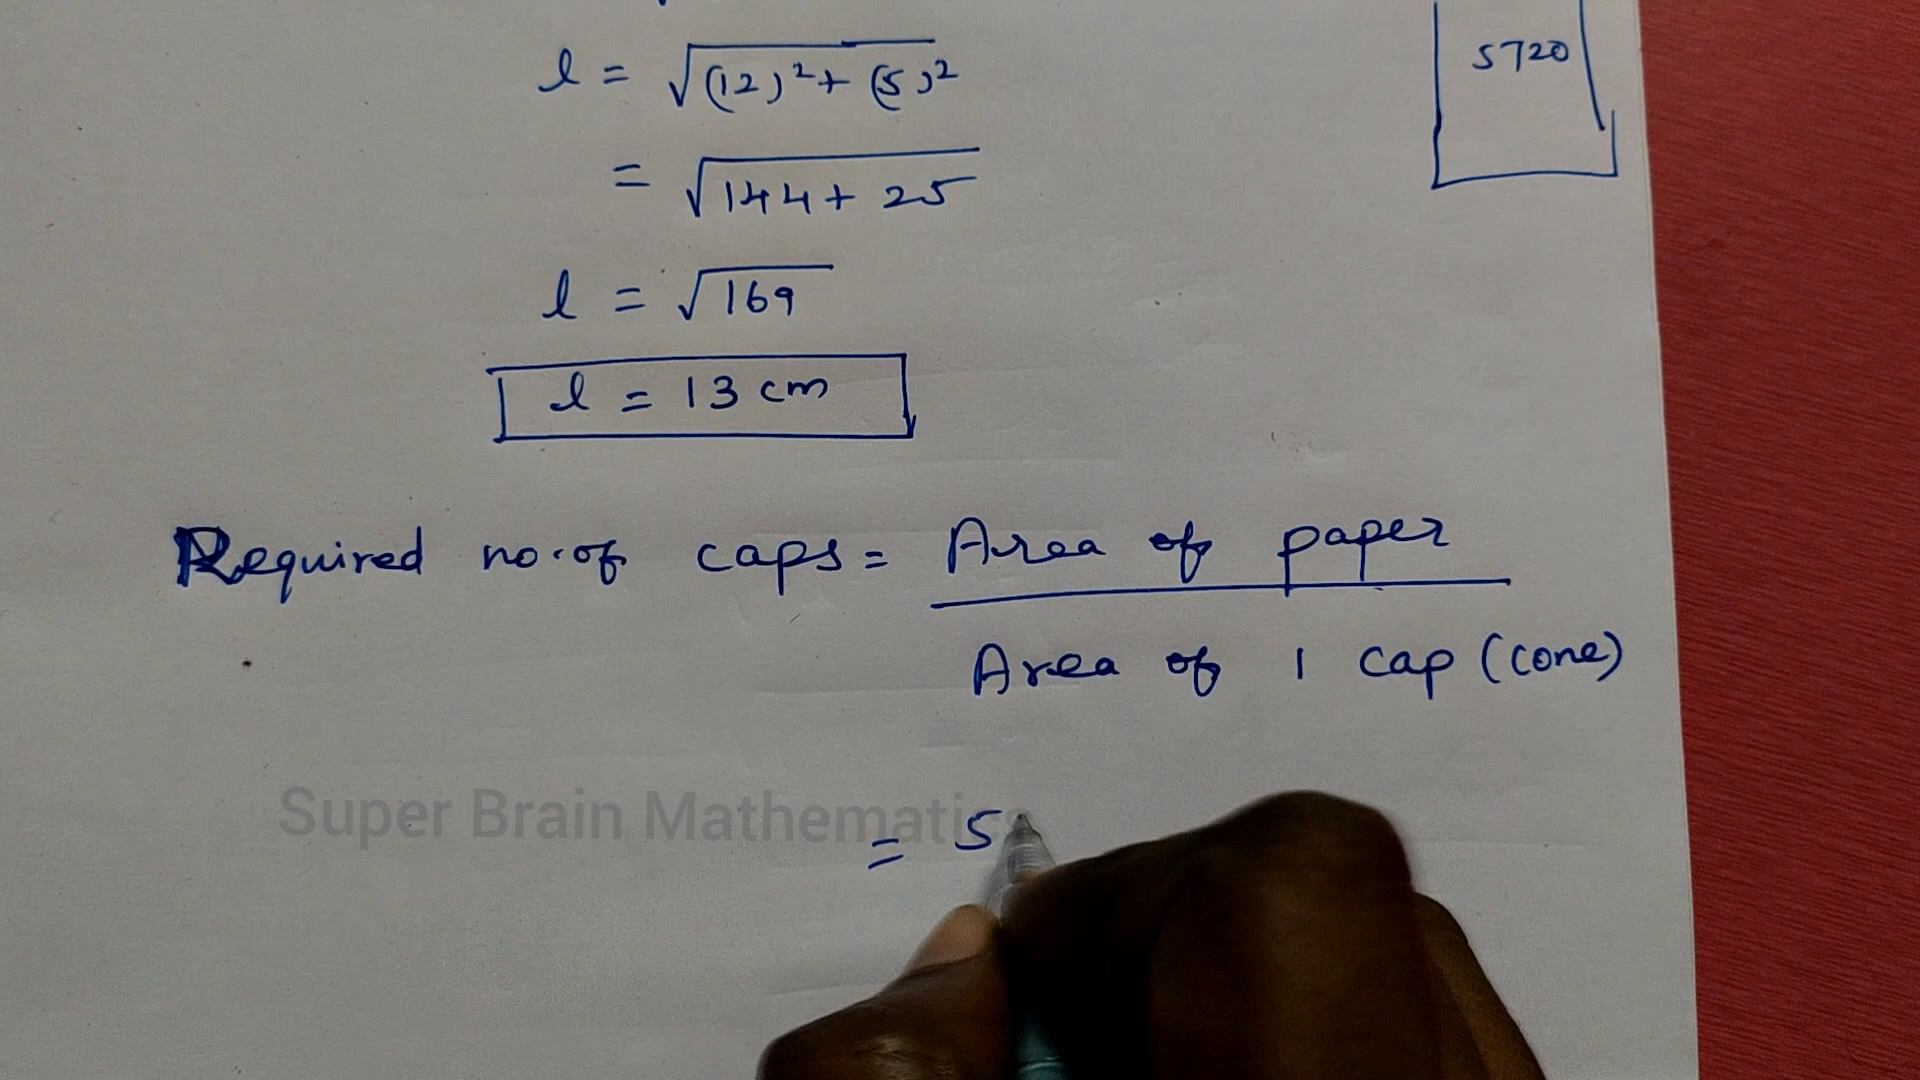 l = √(12)² + (5)²
5720
= √144 + 25
l = √169
l = 13 cm
Required no. of caps = Area of paper
Area of 1 cap (cone)
Super Brain Mathematics
= 5